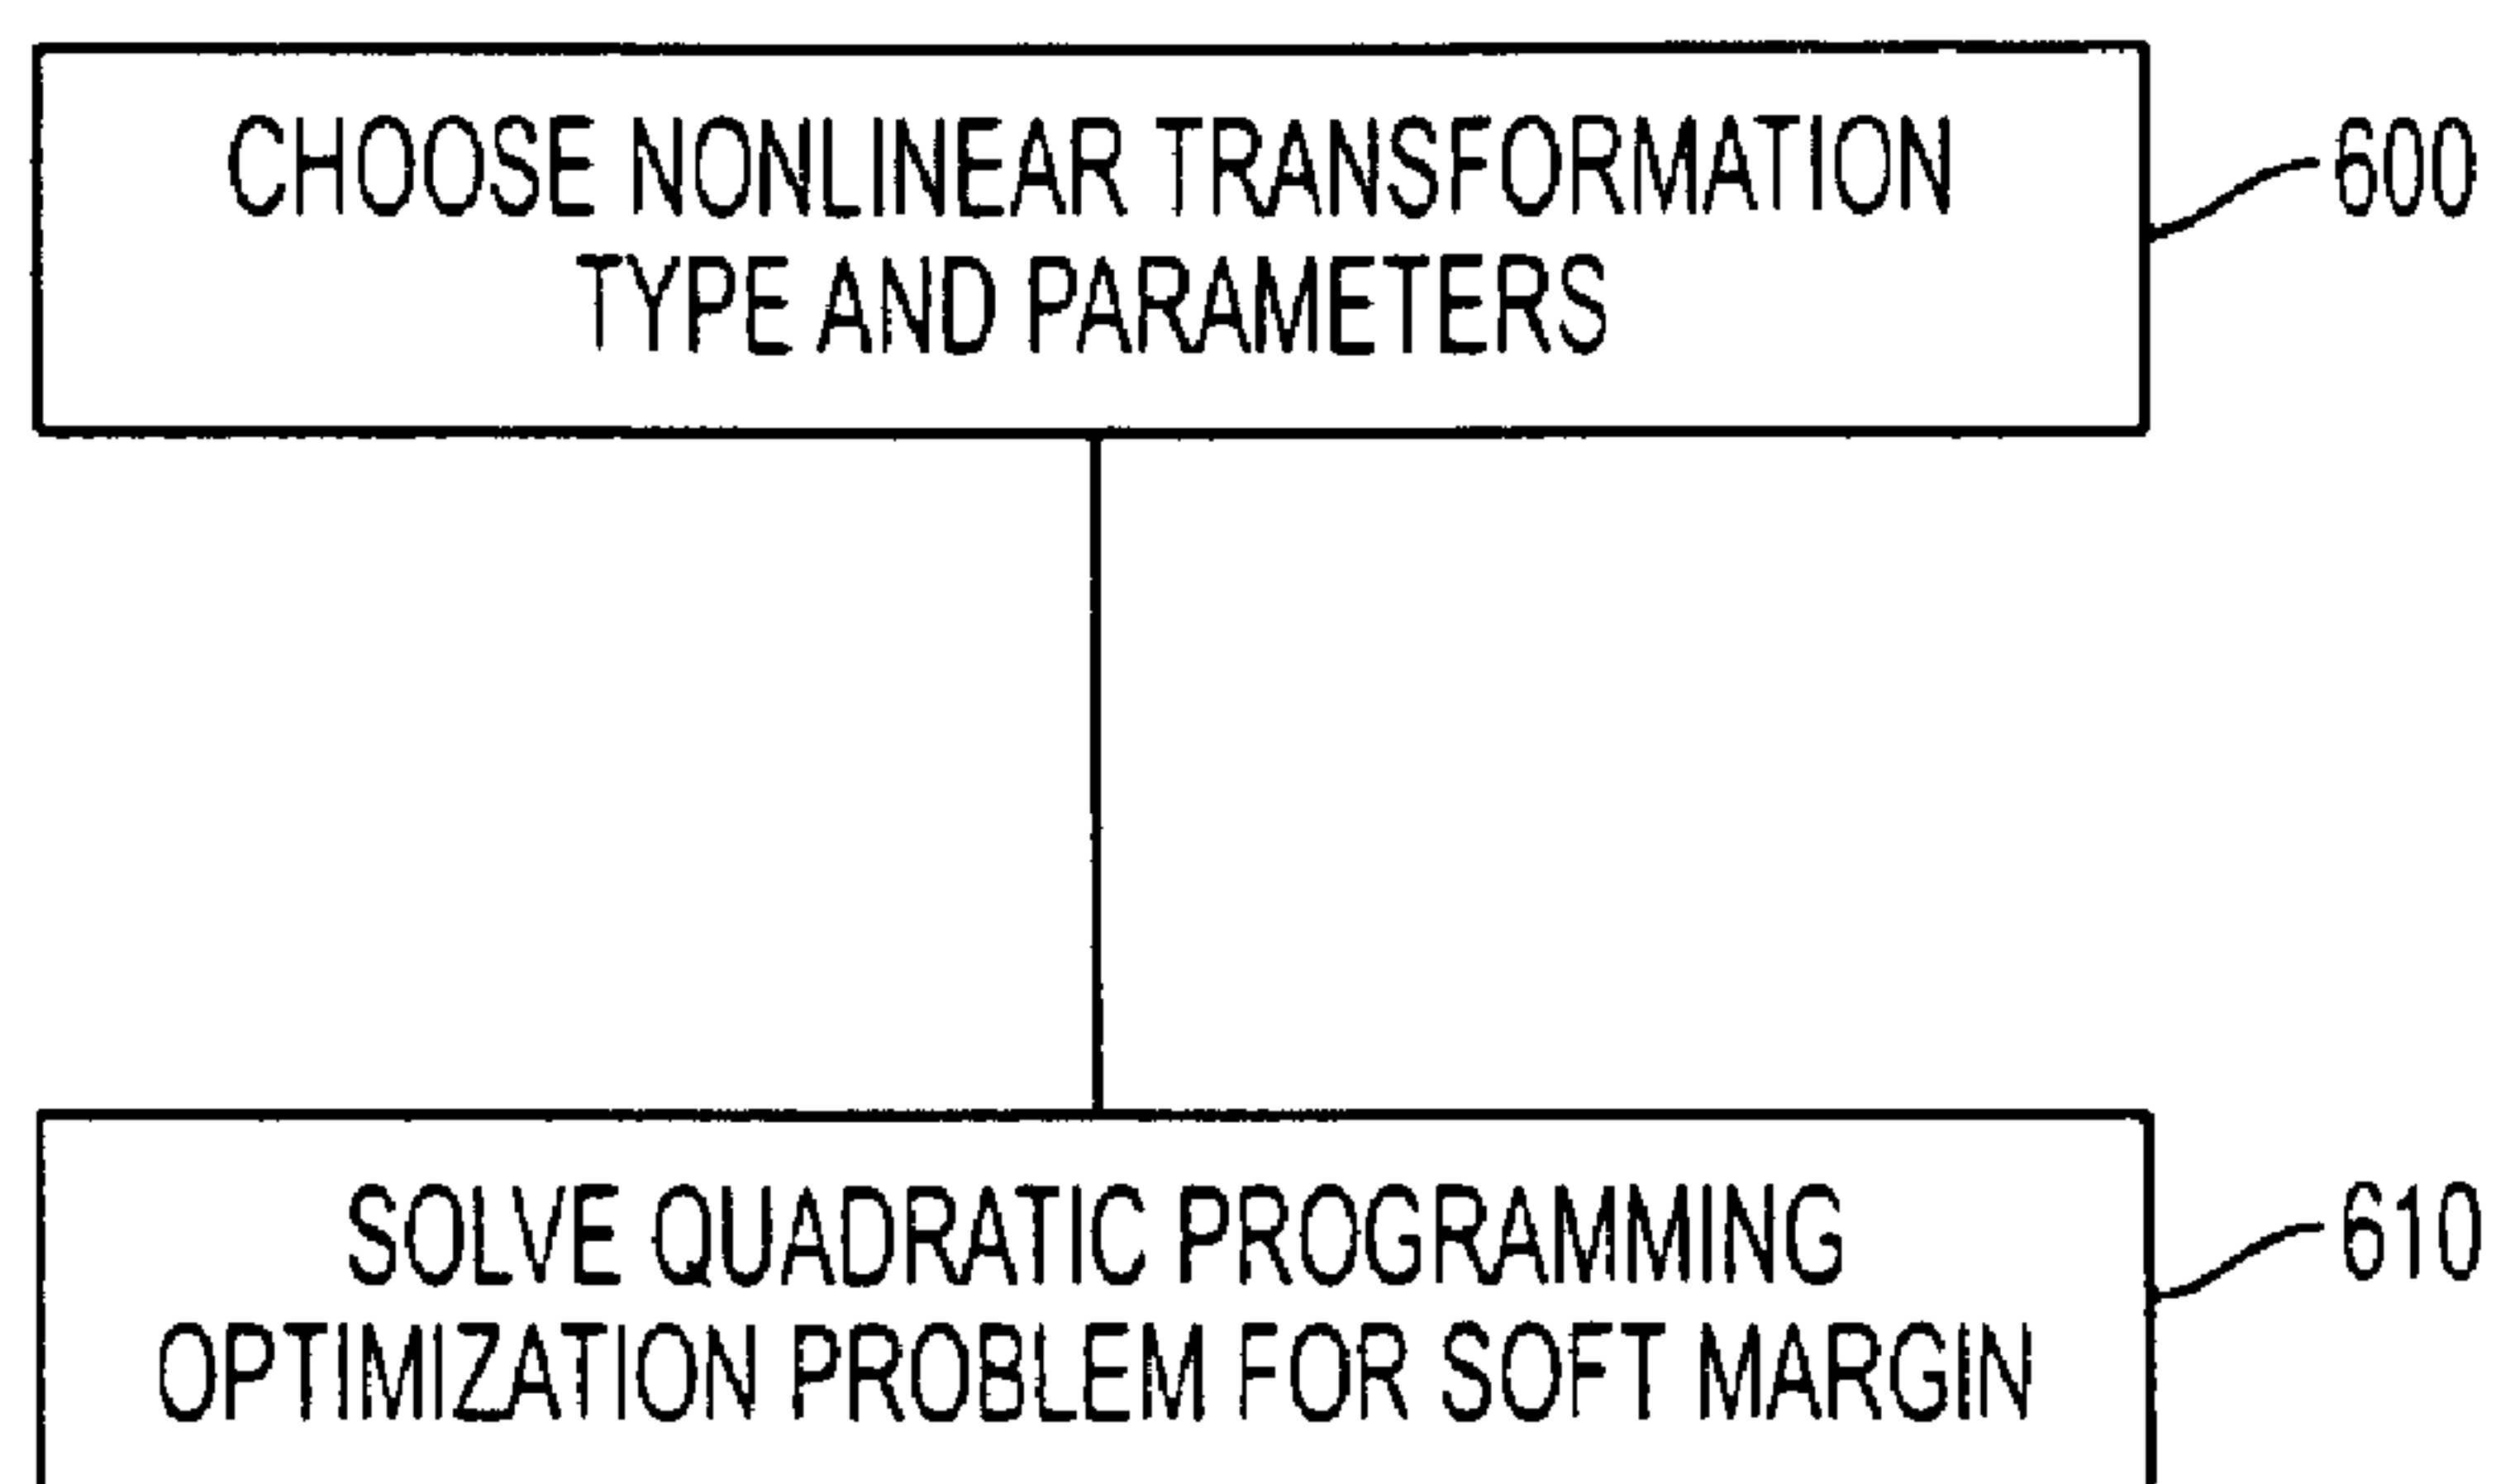 CHOOSE NONLINEAR TRANSFORMATION
TYPE AND PARAMETERS
600
SOLVE QUADRATIC PROGRAMMING
OPTIMIZATION PROBLEM FOR SOFT MARGIN
610